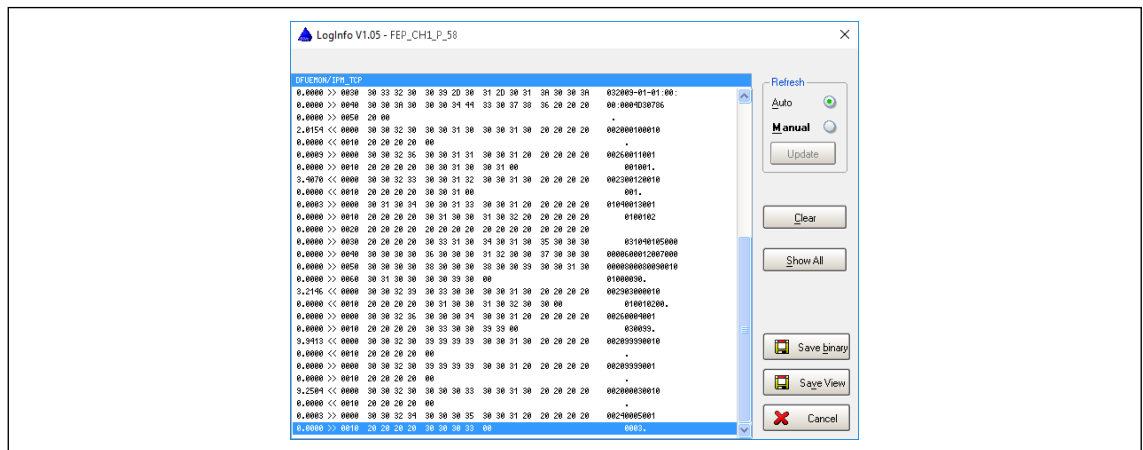 LogInfo V1.05 - FEP_CH1_P_58
DFUEMON/IPM_TCP
0.0000 >> 0030 30 33 32 30 30 39 2D 30 31 2D 30 31 3A 30 30 3A 032009-01-01:00:
0.0000 >> 0040 30 30 3A 30 30 30 34 44 33 30 37 38 36 20 20 20 00:0004D30786
0.0000 >> 0050 20 00 .
2.0154 << 0000 30 30 32 30 30 30 31 30 30 30 31 30 20 20 20 20 002000100010
0.0000 << 0010 20 20 20 20 00 .
0.0009 >> 0000 30 30 32 36 30 30 31 31 30 30 31 20 20 20 20 20 00260011001
0.0000 >> 0010 20 20 20 20 30 30 31 30 30 31 00 001001.
3.4070 << 0000 30 30 32 33 30 30 31 32 30 30 31 30 20 20 20 20 002300120010
0.0000 << 0010 20 20 20 20 30 30 31 00 001.
0.0003 >> 0000 30 31 30 34 30 30 31 33 30 30 31 20 20 20 20 20 01040013001
0.0000 >> 0010 20 20 20 20 30 31 30 30 31 30 32 20 20 20 20 20 0100102
0.0000 >> 0020 20 20 20 20 20 20 20 20 20 20 20 20 20 20 20 20
0.0000 >> 0030 20 20 20 20 30 33 31 30 34 30 31 30 35 30 30 30 031040105000
0.0000 >> 0040 30 30 30 30 36 30 30 30 31 32 30 30 37 30 30 30 0000600012007000
0.0000 >> 0050 30 30 30 30 38 30 30 30 38 30 30 39 30 30 31 30 0000800080090010
0.0000 >> 0060 30 31 30 30 30 30 39 30 00 01000090.
3.2146 << 0000 30 30 32 39 30 33 30 30 30 30 31 30 20 20 20 20 002903000010
0.0000 << 0010 20 20 20 20 30 31 30 30 31 30 32 30 30 00 010010200.
0.0000 >> 0000 30 30 32 36 30 30 30 34 30 30 31 20 20 20 20 20 00260004001
0.0000 >> 0010 20 20 20 20 30 33 30 30 39 39 00 030099.
9.9413 << 0000 30 30 32 30 39 39 39 39 30 30 31 30 20 20 20 20 002099990010
0.0000 << 0010 20 20 20 20 00 .
0.0000 >> 0000 30 30 32 30 39 39 39 39 30 30 31 20 20 20 20 20 00209999001
0.0000 >> 0010 20 20 20 20 00 .
9.2504 << 0000 30 30 32 30 30 30 30 33 30 30 31 30 20 20 20 20 002000030010
0.0000 << 0010 20 20 20 20 00 .
0.0003 >> 0000 30 30 32 34 30 30 30 35 30 30 31 20 20 20 20 20 00240005001
0.0000 >> 0010 20 20 20 20 30 30 30 33 00 0003.
Refresh
Auto
Manual
Update
Clear
Show All
Save binary
Save View
Cancel